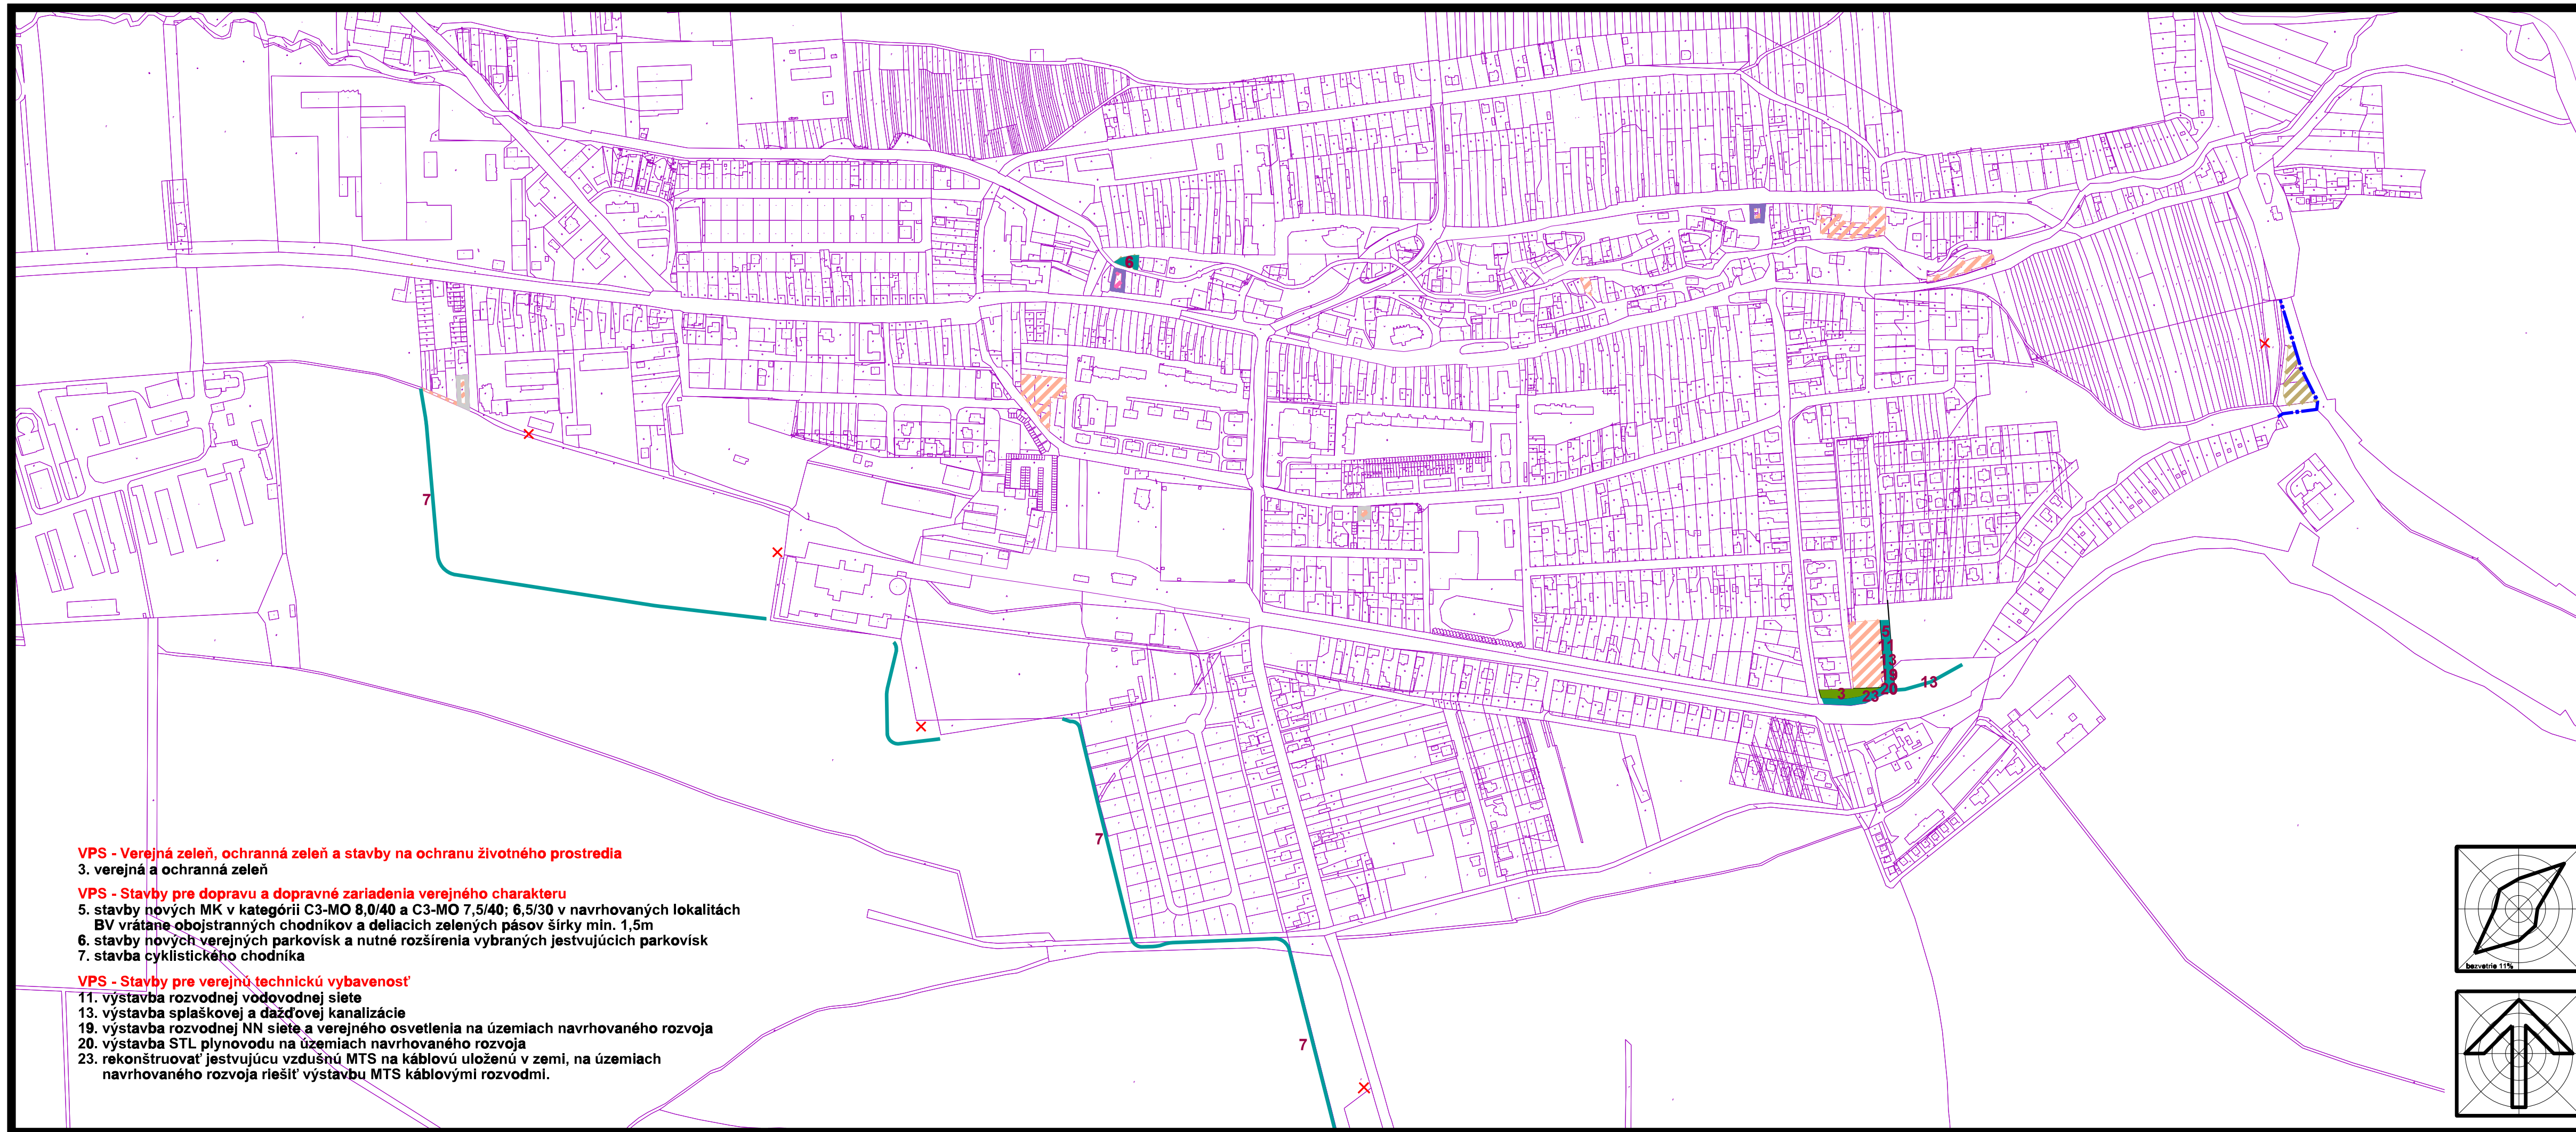 6
7
5
11
13
19
20
13
3
23
7
7
VPS - Verejná zeleň, ochranná zeleň a stavby na ochranu životného prostredia
3. verejná a ochranná zeleň
VPS - Stavby pre dopravu a dopravné zariadenia verejného charakteru
5. stavby nových MK v kategórii C3-MO 8,0/40 a C3-MO 7,5/40; 6,5/30 v navrhovaných lokalitách
BV vrátane obojstranných chodníkov a deliacich zelených pásov šírky min. 1,5m
6. stavby nových verejných parkovísk a nutné rozšírenia vybraných jestvujúcich parkovísk
7. stavba cyklistického chodníka
VPS - Stavby pre verejnú technickú vybavenosť
11. výstavba rozvodnej vodovodnej siete
13. výstavba splaškovej a dažďovej kanalizácie
19. výstavba rozvodnej NN siete a verejného osvetlenia na územiach navrhovaného rozvoja
20. výstavba STL plynovodu na územiach navrhovaného rozvoja
23. rekonštruovať jestvujúcu vzdušnú MTS na káblovú uloženú v zemi, na územiach
navrhovaného rozvoja riešiť výstavbu MTS káblovými rozvodmi.
bezvetrie 11%